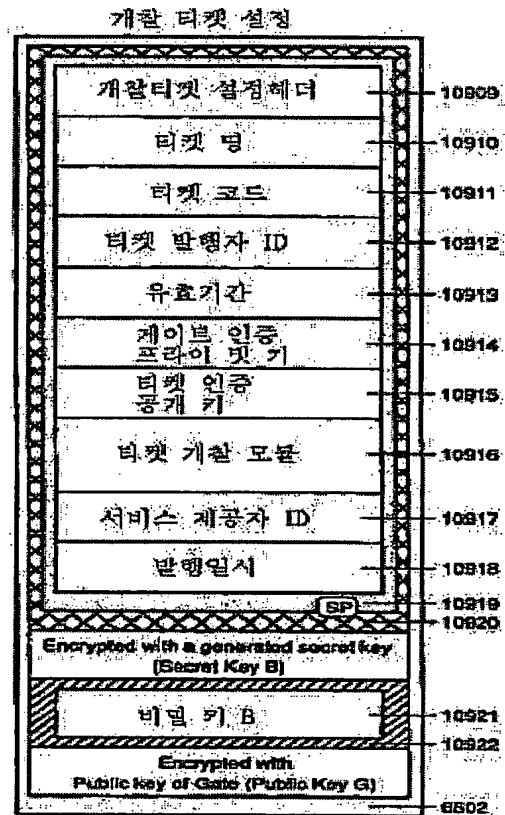 개찰 티켓 설정
개찰티켓 설정헤더
10909
티켓 명
10910
티켓 코드
10911
티켓 발행자 ID
10912
유효기간
10913
게이트 인증
프라이 빗 키
10914
티켓 인증
공개 키
10915
티켓 개찰 모듈
10916
서비스 제공자 ID
10917
발행일시
10918
SP
10919
10920
Encrypted with a generated secret key
(Secret Key B)
비밀 키 B
10921
10922
Encrypted with
Public key of Gate (Public Key G)
6602